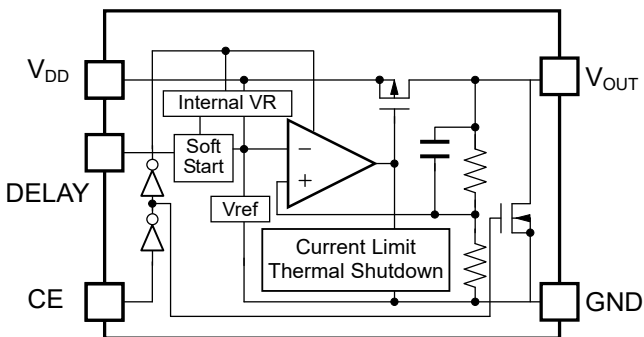 VDD
VOUT
Internal VR
Soft
Start
−
+
DELAY
Vref
Current Limit
Thermal Shutdown
CE
GND